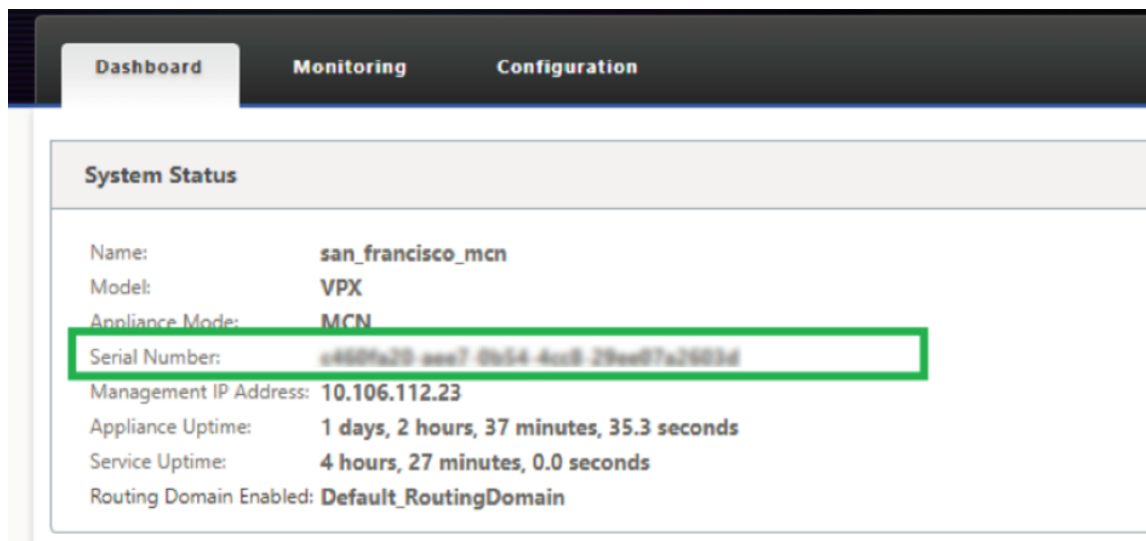 Dashboard Monitoring Configuration
System Status
Name: san_francisco_mcn
Model: VPX
Appliance Mode: MCN
Serial Number:
Management IP Address: 10.106.112.23
Appliance Uptime: 1 days, 2 hours, 37 minutes, 35.3 seconds
Service Uptime: 4 hours, 27 minutes, 0.0 seconds
Routing Domain Enabled: Default_RoutingDomain